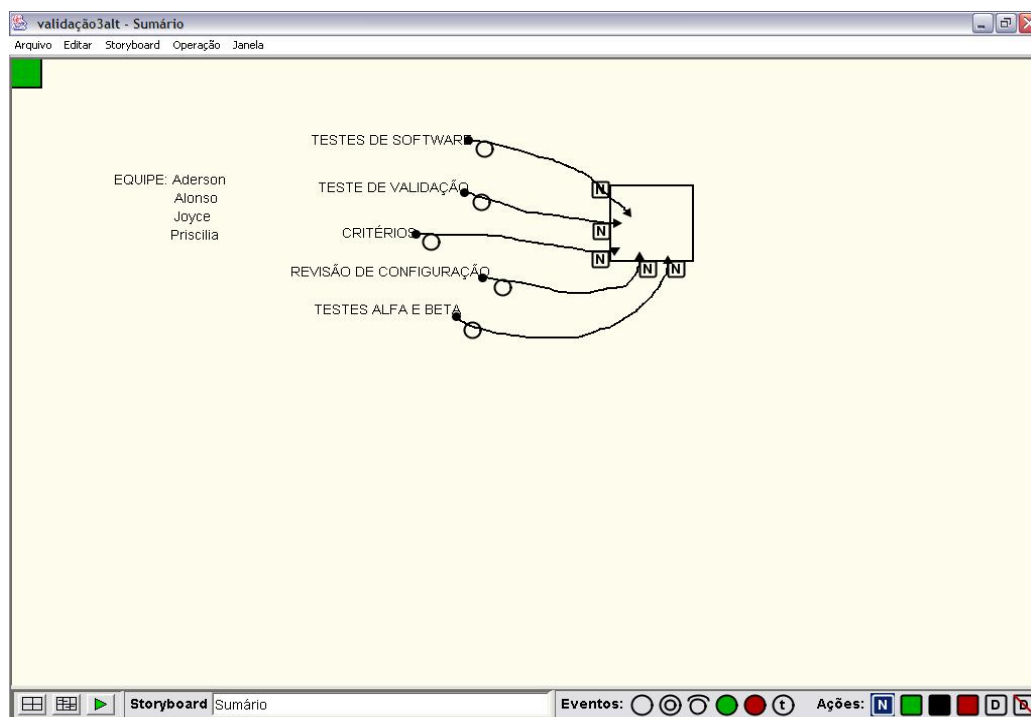 validação3alt - Sumário
Arquivo Editar Storyboard Operação Janela
TESTES DE SOFTWARE
EQUIPE: Aderson
Alonso
Joyce
Priscilia
TESTE DE VALIDAÇÃO
CRITÉRIOS
REVISÃO DE CONFIGURAÇÃO
TESTES ALFA E BETA
N
N
N
N N
Storyboard Sumário Eventos: t Ações: N D D